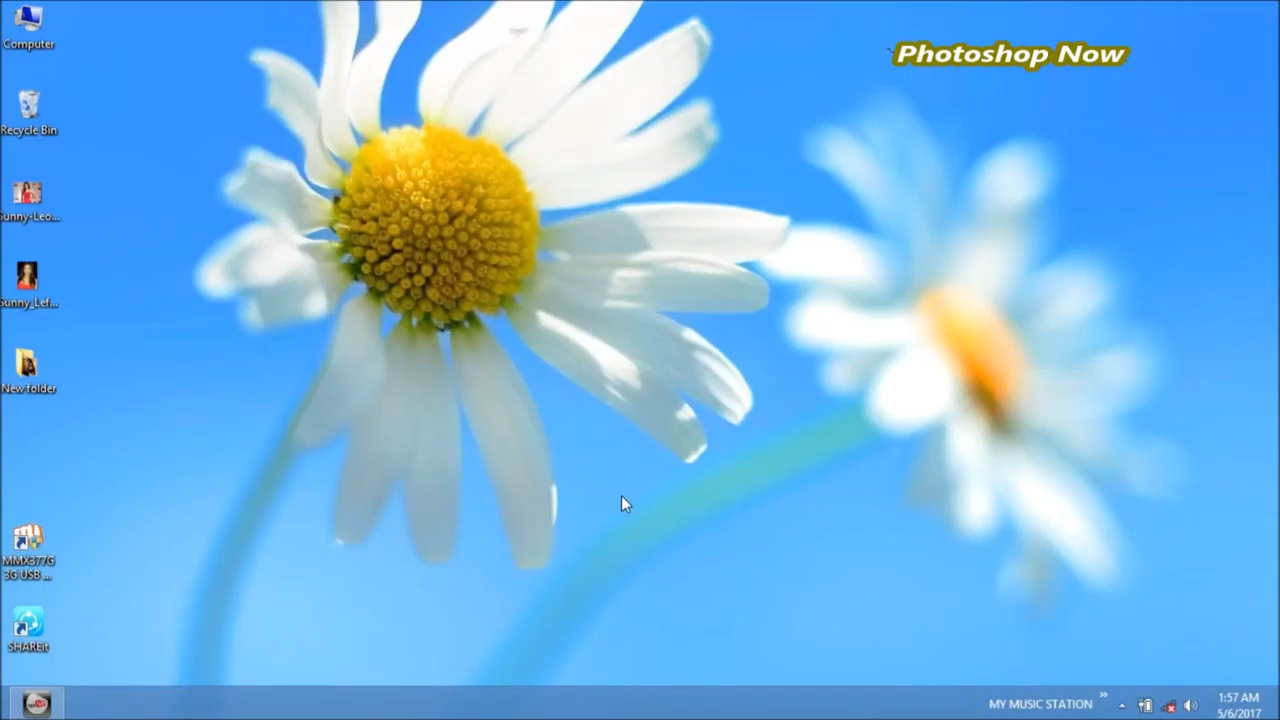 Photoshop Now
Computer
Recycle Bin
Sunny-Leo...
Sunny_Lef...
New folder
MMX377G
3G USB ...
SHAREit
MY MUSIC STATION
1:57 AM
5/6/2017